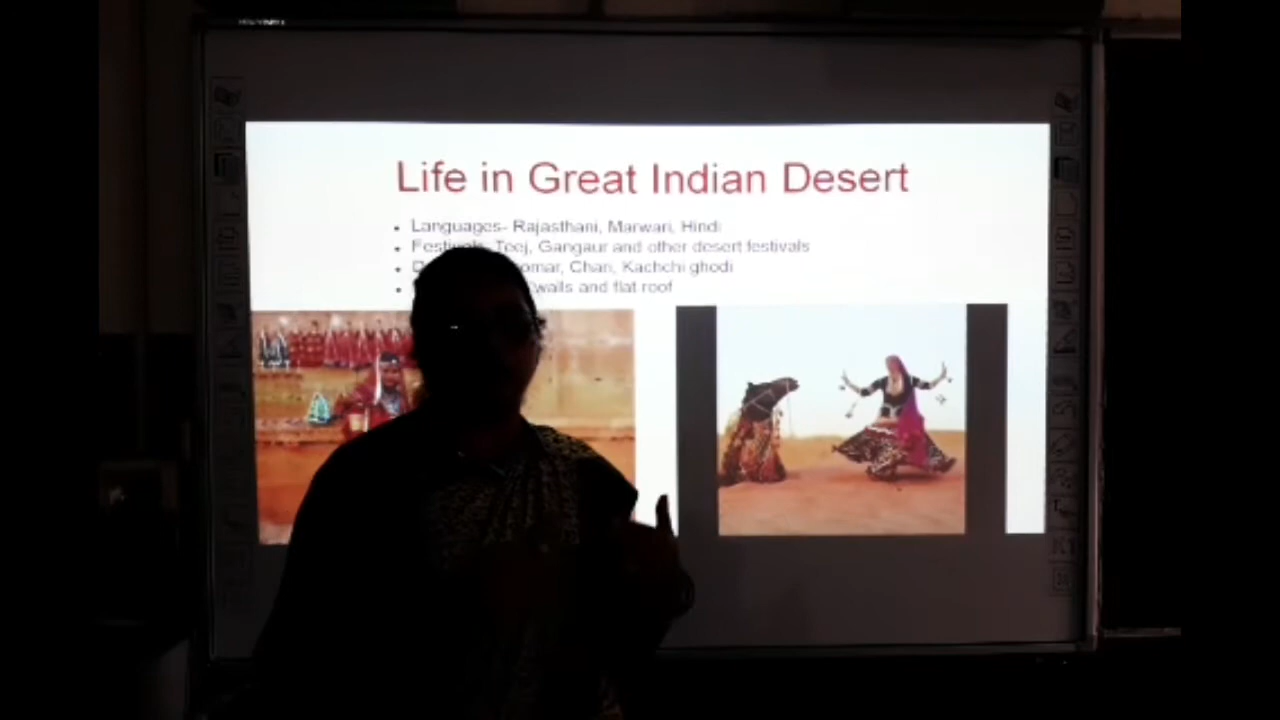 Life in Great Indian Desert
Languages- Rajasthani, Marwari, Hindi
Festivals- Teej, Gangaur and other desert festivals
Chari, Kachchi ghodi
walls and flat roof